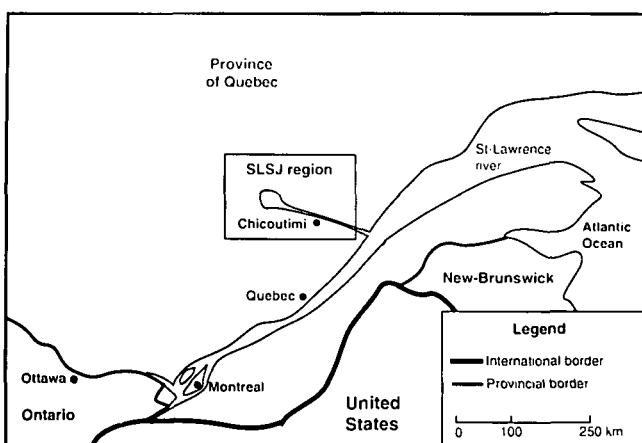 Province
of Quebec
St-Lawrence
river
SLSJ region
Chicoutimi
Atlantic
Ocean
Quebec
New-Brunswick
Legend
International border
Provincial border
0 100 250 km
Ottawa
Montreal
Ontario
United
States